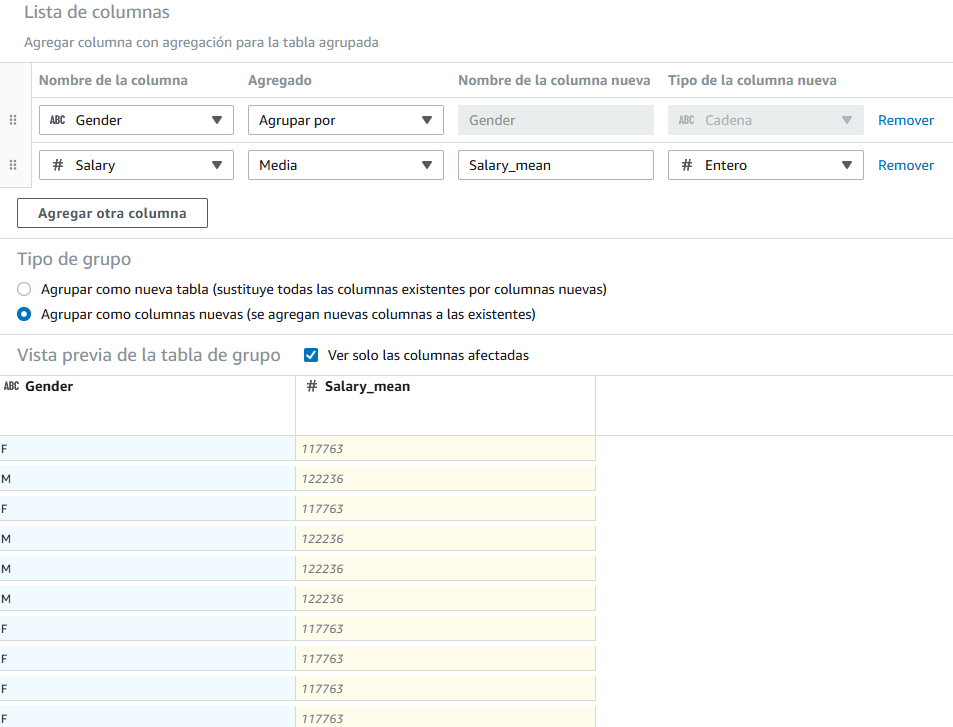 Lista de columnas
Agregar columna con agregación para la tabla agrupada
Nombre de la columna Agregado Nombre de la columna nueva Tipo de la columna nueva
ABC Gender Agrupar por Gender ABC Cadena Remover
# Salary Media Salary_mean # Entero Remover
Agregar otra columna
Tipo de grupo
Agrupar como nueva tabla (sustituye todas las columnas existentes por columnas nuevas)
Agrupar como columnas nuevas (se agregan nuevas columnas a las existentes)
Vista previa de la tabla de grupo Ver solo las columnas afectadas
ABC Gender # Salary_mean
F 117763
M 122236
F 117763
M 122236
M 122236
M 122236
F 117763
F 117763
F 117763
F 117763